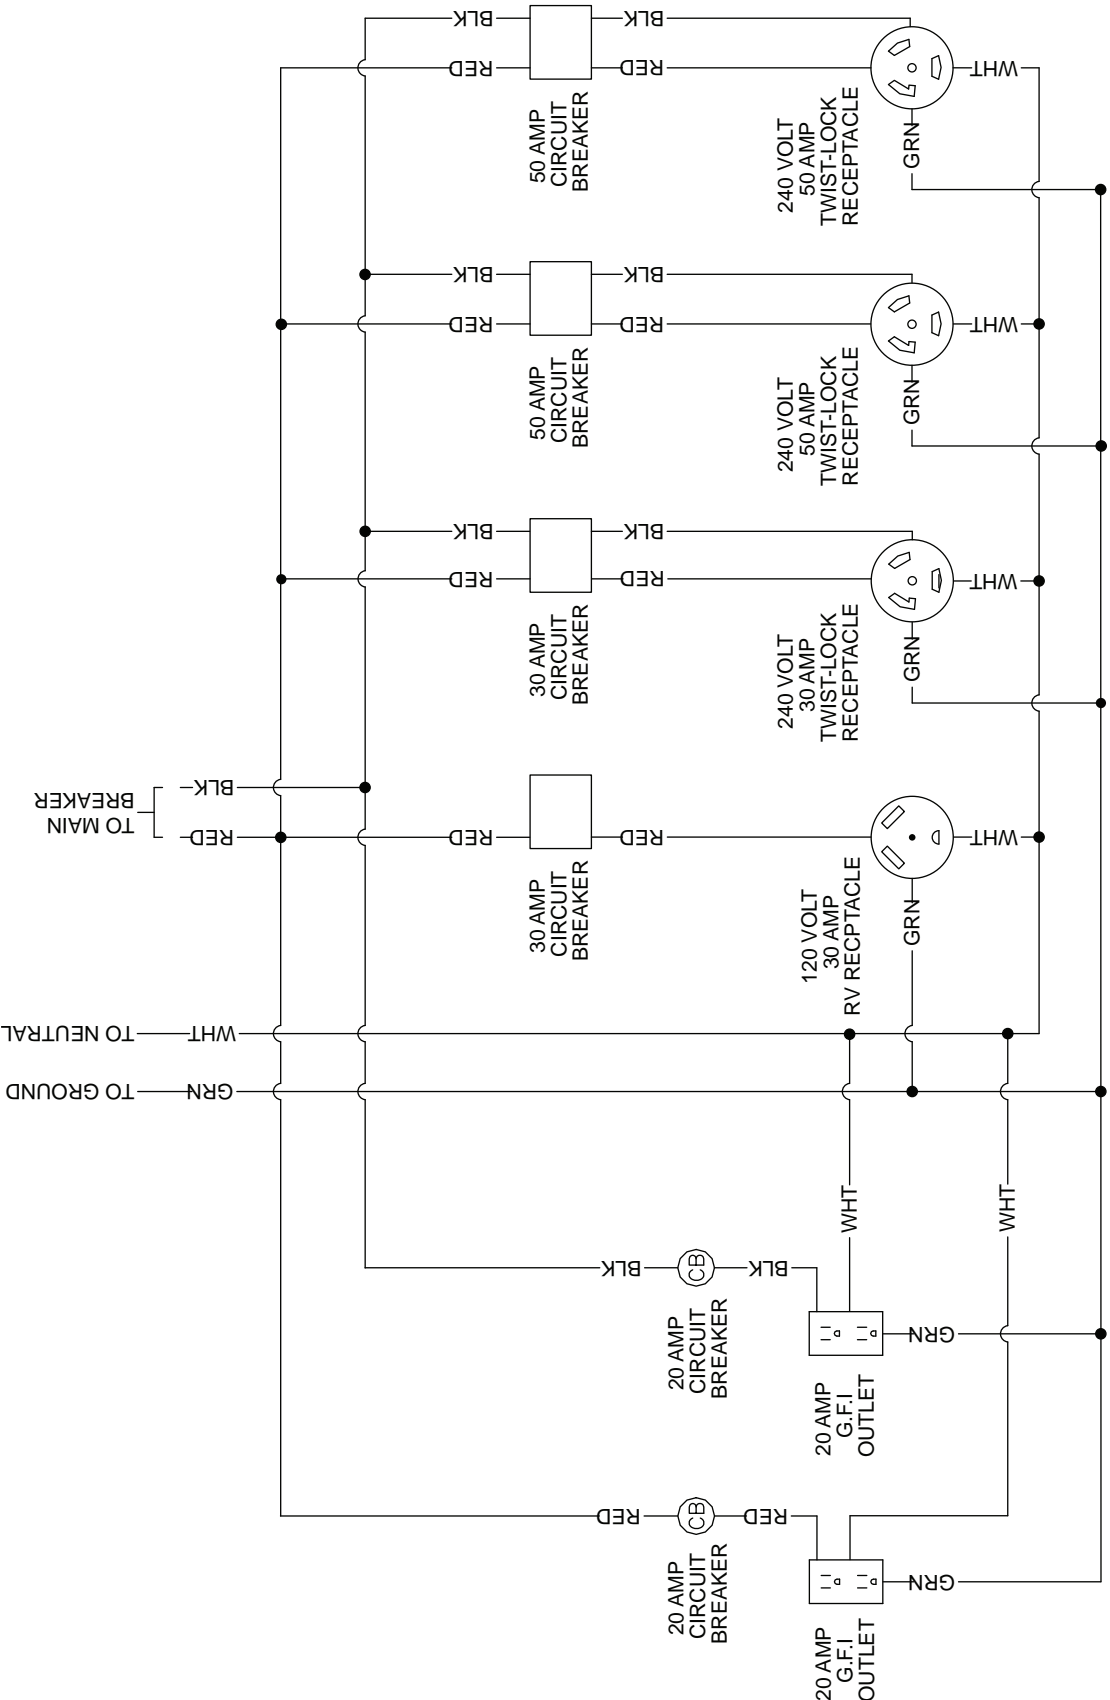 BLK
BLK
RED
RED
WHT
50 AMP
CIRCUIT
BREAKER
240 VOLT
50 AMP
TWIST-LOCK
RECEPTACLE
GRN
BLK
BLK
RED
RED
WHT
50 AMP
CIRCUIT
BREAKER
240 VOLT
50 AMP
TWIST-LOCK
RECEPTACLE
GRN
BLK
BLK
RED
RED
WHT
30 AMP
CIRCUIT
BREAKER
240 VOLT
30 AMP
TWIST-LOCK
RECEPTACLE
GRN
TO MAIN
BREAKER
BLK
RED
RED
RED
WHT
30 AMP
CIRCUIT
BREAKER
120 VOLT
30 AMP
RV RECPTACLE
GRN
TO NEUTRAL
WHT
TO GROUND
GRN
WHT
WHT
BLK
CB
BLK
20 AMP
CIRCUIT
BREAKER
GRN
20 AMP
G.F.I
OUTLET
RED
CB
RED
20 AMP
CIRCUIT
BREAKER
GRN
20 AMP
G.F.I
OUTLET